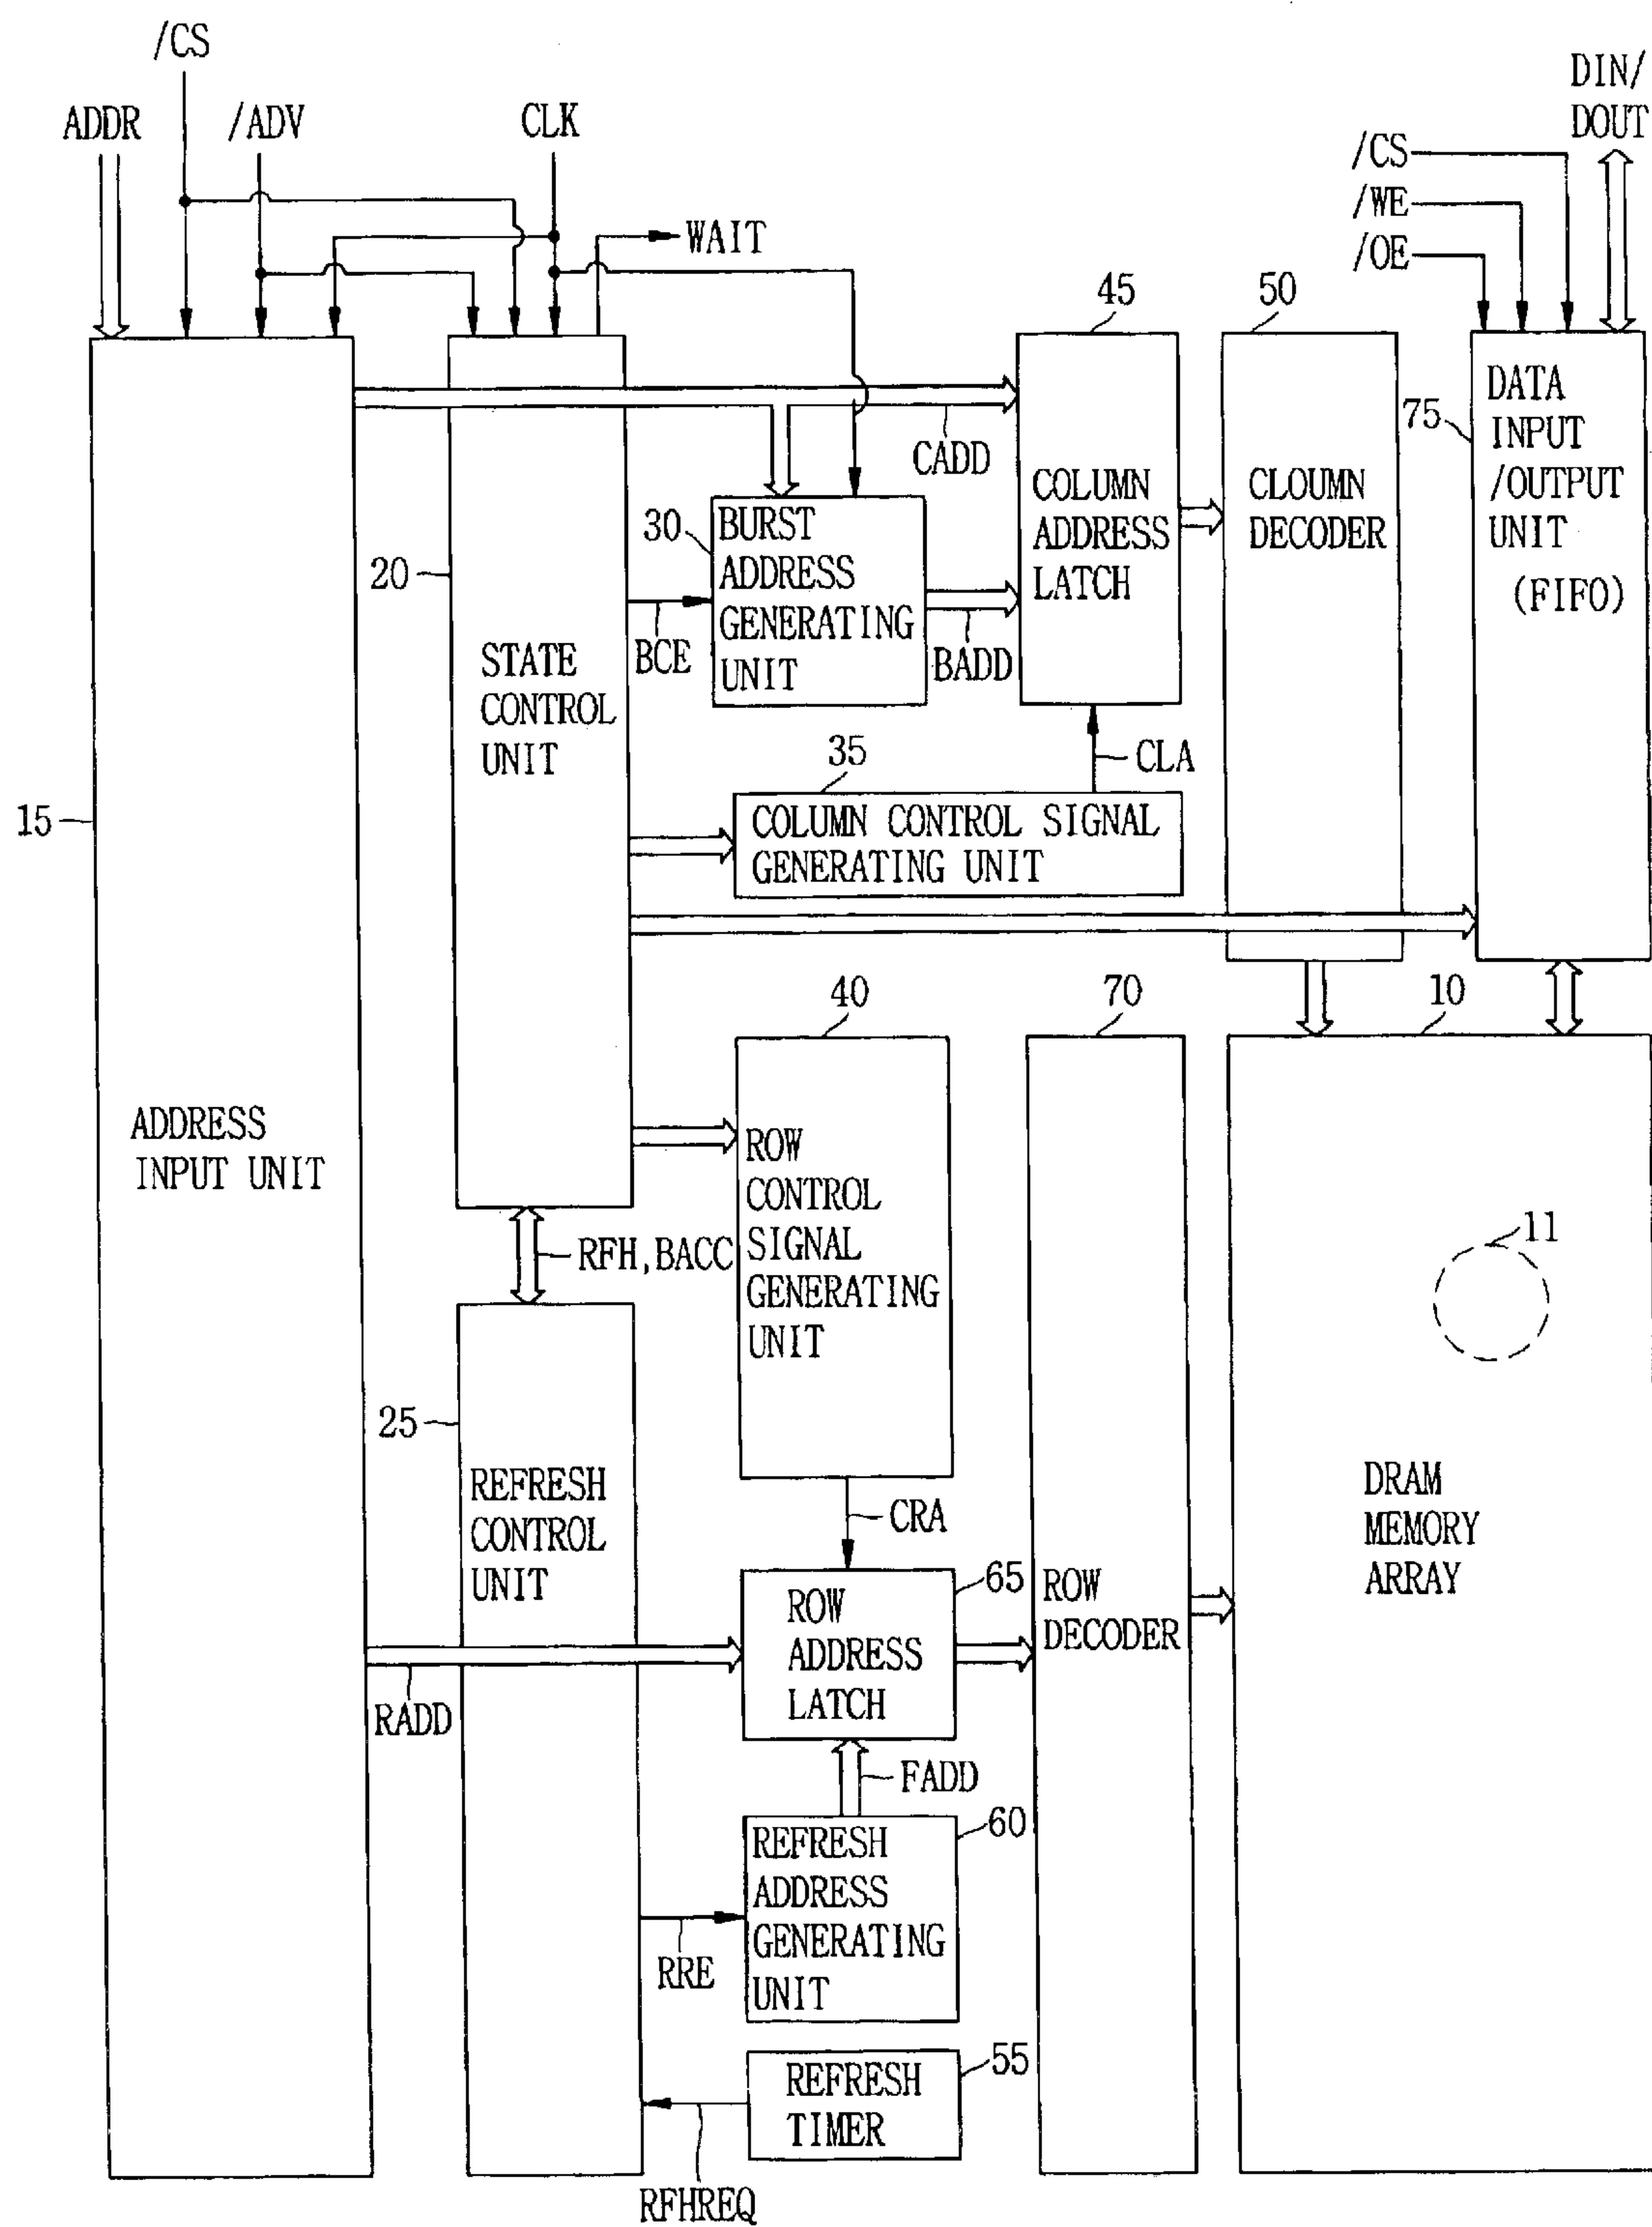 /CS
ADDR
/ADV
CLK
WAIT
DIN/
DOUT
/CS
/WE
/OE
45
50
75
DATA
INPUT
/OUTPUT
UNIT
(FIFO)
CADD
COLUMN
ADDRESS
LATCH
CLOUMN
DECODER
20
30
BURST
ADDRESS
GENERATING
UNIT
BCE
BADD
STATE
CONTROL
UNIT
35
CLA
COLUMN CONTROL SIGNAL
GENERATING UNIT
15
ADDRESS
INPUT UNIT
40
70
10
ROW
CONTROL
SIGNAL
GENERATING
UNIT
RFH,BACC
11
25
REFRESH
CONTROL
UNIT
CRA
DRAM
MEMORY
ARRAY
65
ROW
ADDRESS
LATCH
ROW
DECODER
RADD
FADD
60
REFRESH
ADDRESS
GENERATING
UNIT
RRE
55
REFRESH
TIMER
RFHREQ